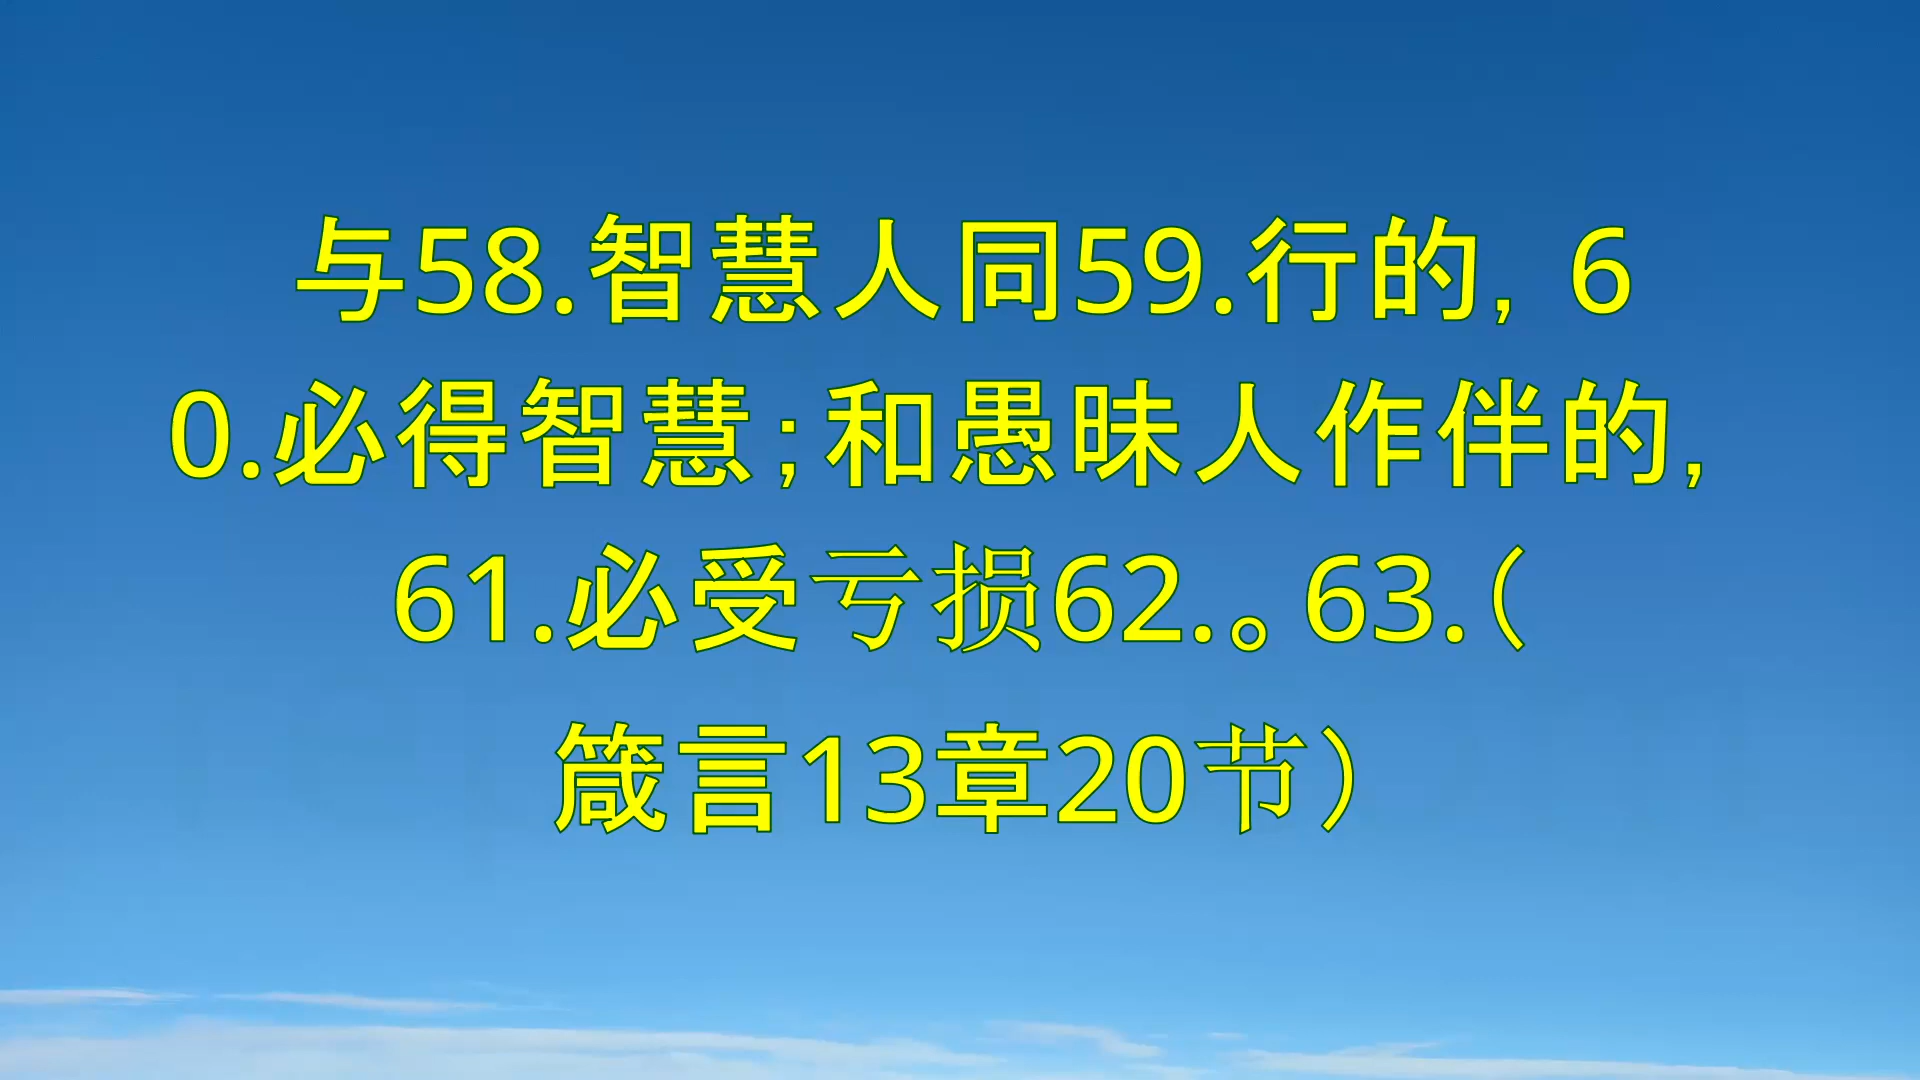 与58.智慧人同59.行的，6
0.必得智慧；和愚昧人作伴的，
61.必受亏损62.。63.（
箴言13章20节）